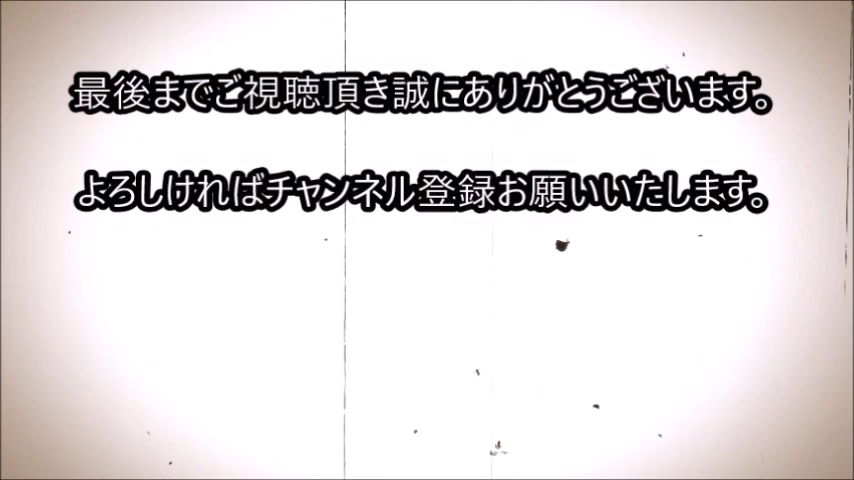 最後までご視聴頂き誠にありがとうございます。
よろしければチャンネル登録お願いいたします。